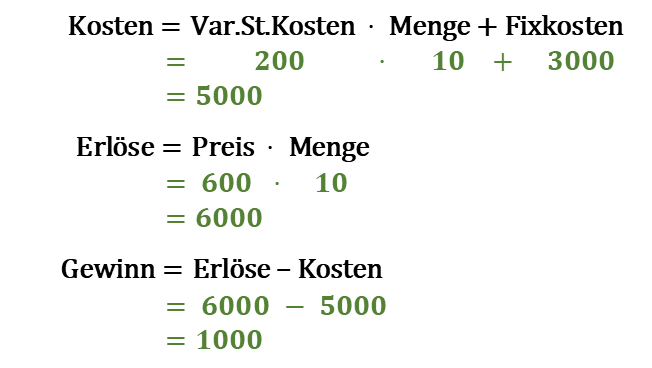 Kosten = Var.St.Kosten · Menge + Fixkosten
= 200 · 10 + 3000
= 5000
Erlöse = Preis · Menge
= 600 · 10
= 6000
Gewinn = Erlöse – Kosten
= 6000 − 5000
= 1000